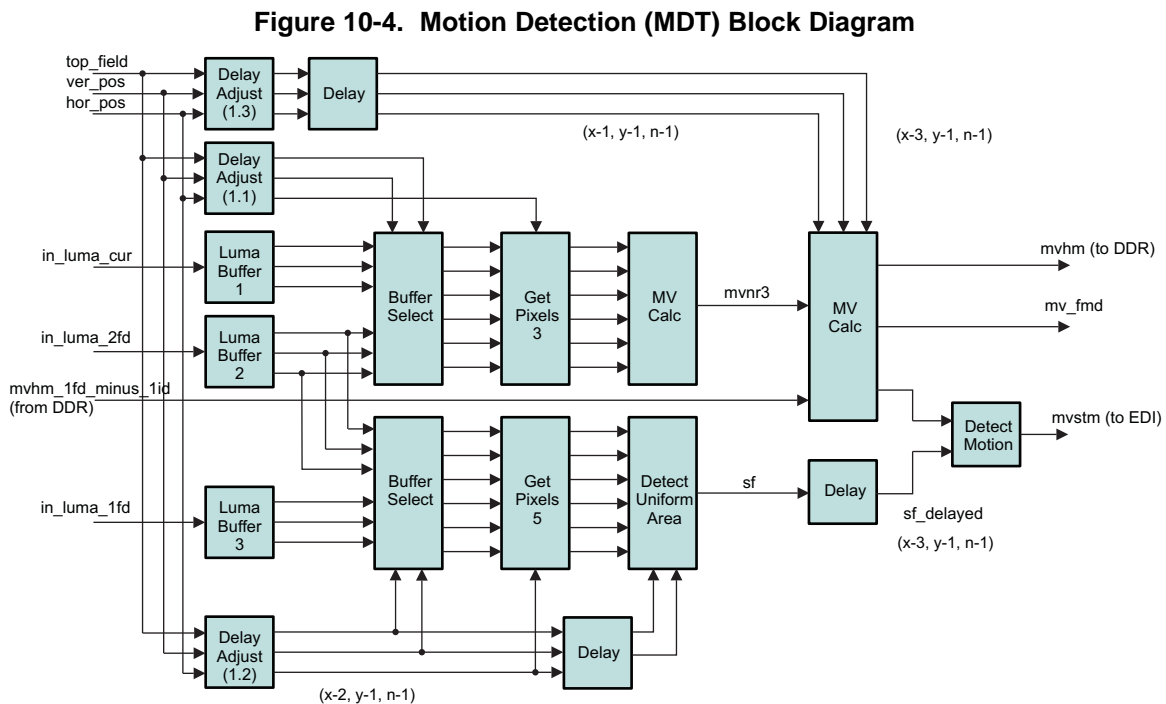 Figure 10-4. Motion Detection (MDT) Block Diagram
top_field
ver_pos
hor_pos
Delay
Adjust
(1.3)
Delay
(x-1, y-1, n-1)
(x-3, y-1, n-1)
Delay
Adjust
(1.1)
in_luma_cur
Luma
Buffer
1
Buffer
Select
Get
Pixels
3
MV
Calc
mvnr3
MV
Calc
mvhm (to DDR)
mv_fmd
in_luma_2fd
Luma
Buffer
2
mvhm_1fd_minus_1id
(from DDR)
Detect
Motion
mvstm (to EDI)
in_luma_1fd
Luma
Buffer
3
Buffer
Select
Get
Pixels
5
Detect
Uniform
Area
sf
Delay
sf_delayed
(x-3, y-1, n-1)
Delay
Adjust
(1.2)
Delay
(x-2, y-1, n-1)